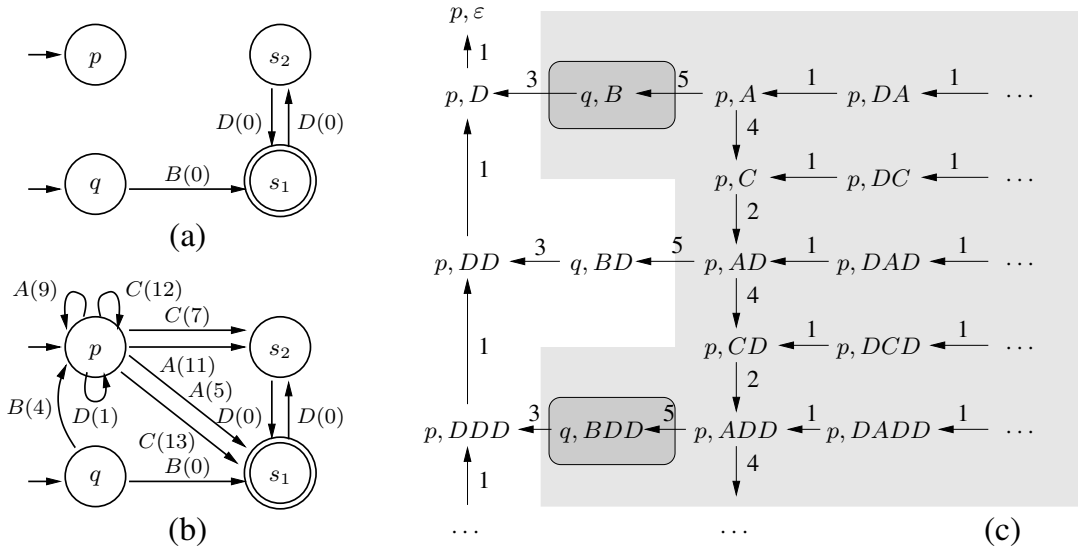 p
s₂
D(0) D(0)
q
B(0)
s₁
(a)
A(9)
C(12)
C(7)
p
s₂
A(11)
A(5)
B(4)
D(1)
D(0) D(0)
C(13)
q
B(0)
s₁
(b)
p, ε
1
p, D 3 q, B 5 p, A 1 p, DA 1 ...
4
1 p, C 1 p, DC 1 ...
2
p, DD 3 q, BD 5 p, AD 1 p, DAD 1 ...
4
1 p, CD 1 p, DCD 1 ...
2
p, DDD 3 q, BDD 5 p, ADD 1 p, DADD 1 ...
1 4
... ... (c)